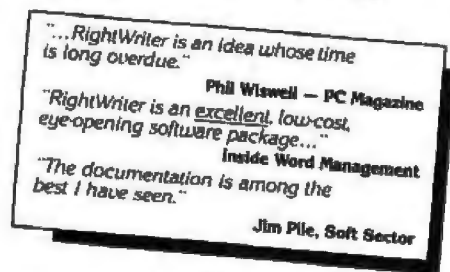 "...RightWriter is an idea whose time
is long overdue."
Phil Wiswell — PC Magazine
"RightWriter is an excellent, low-cost,
eye-opening software package..."
Inside Word Management
"The documentation is among the
best I have seen."
Jim Pile, Soft Sector